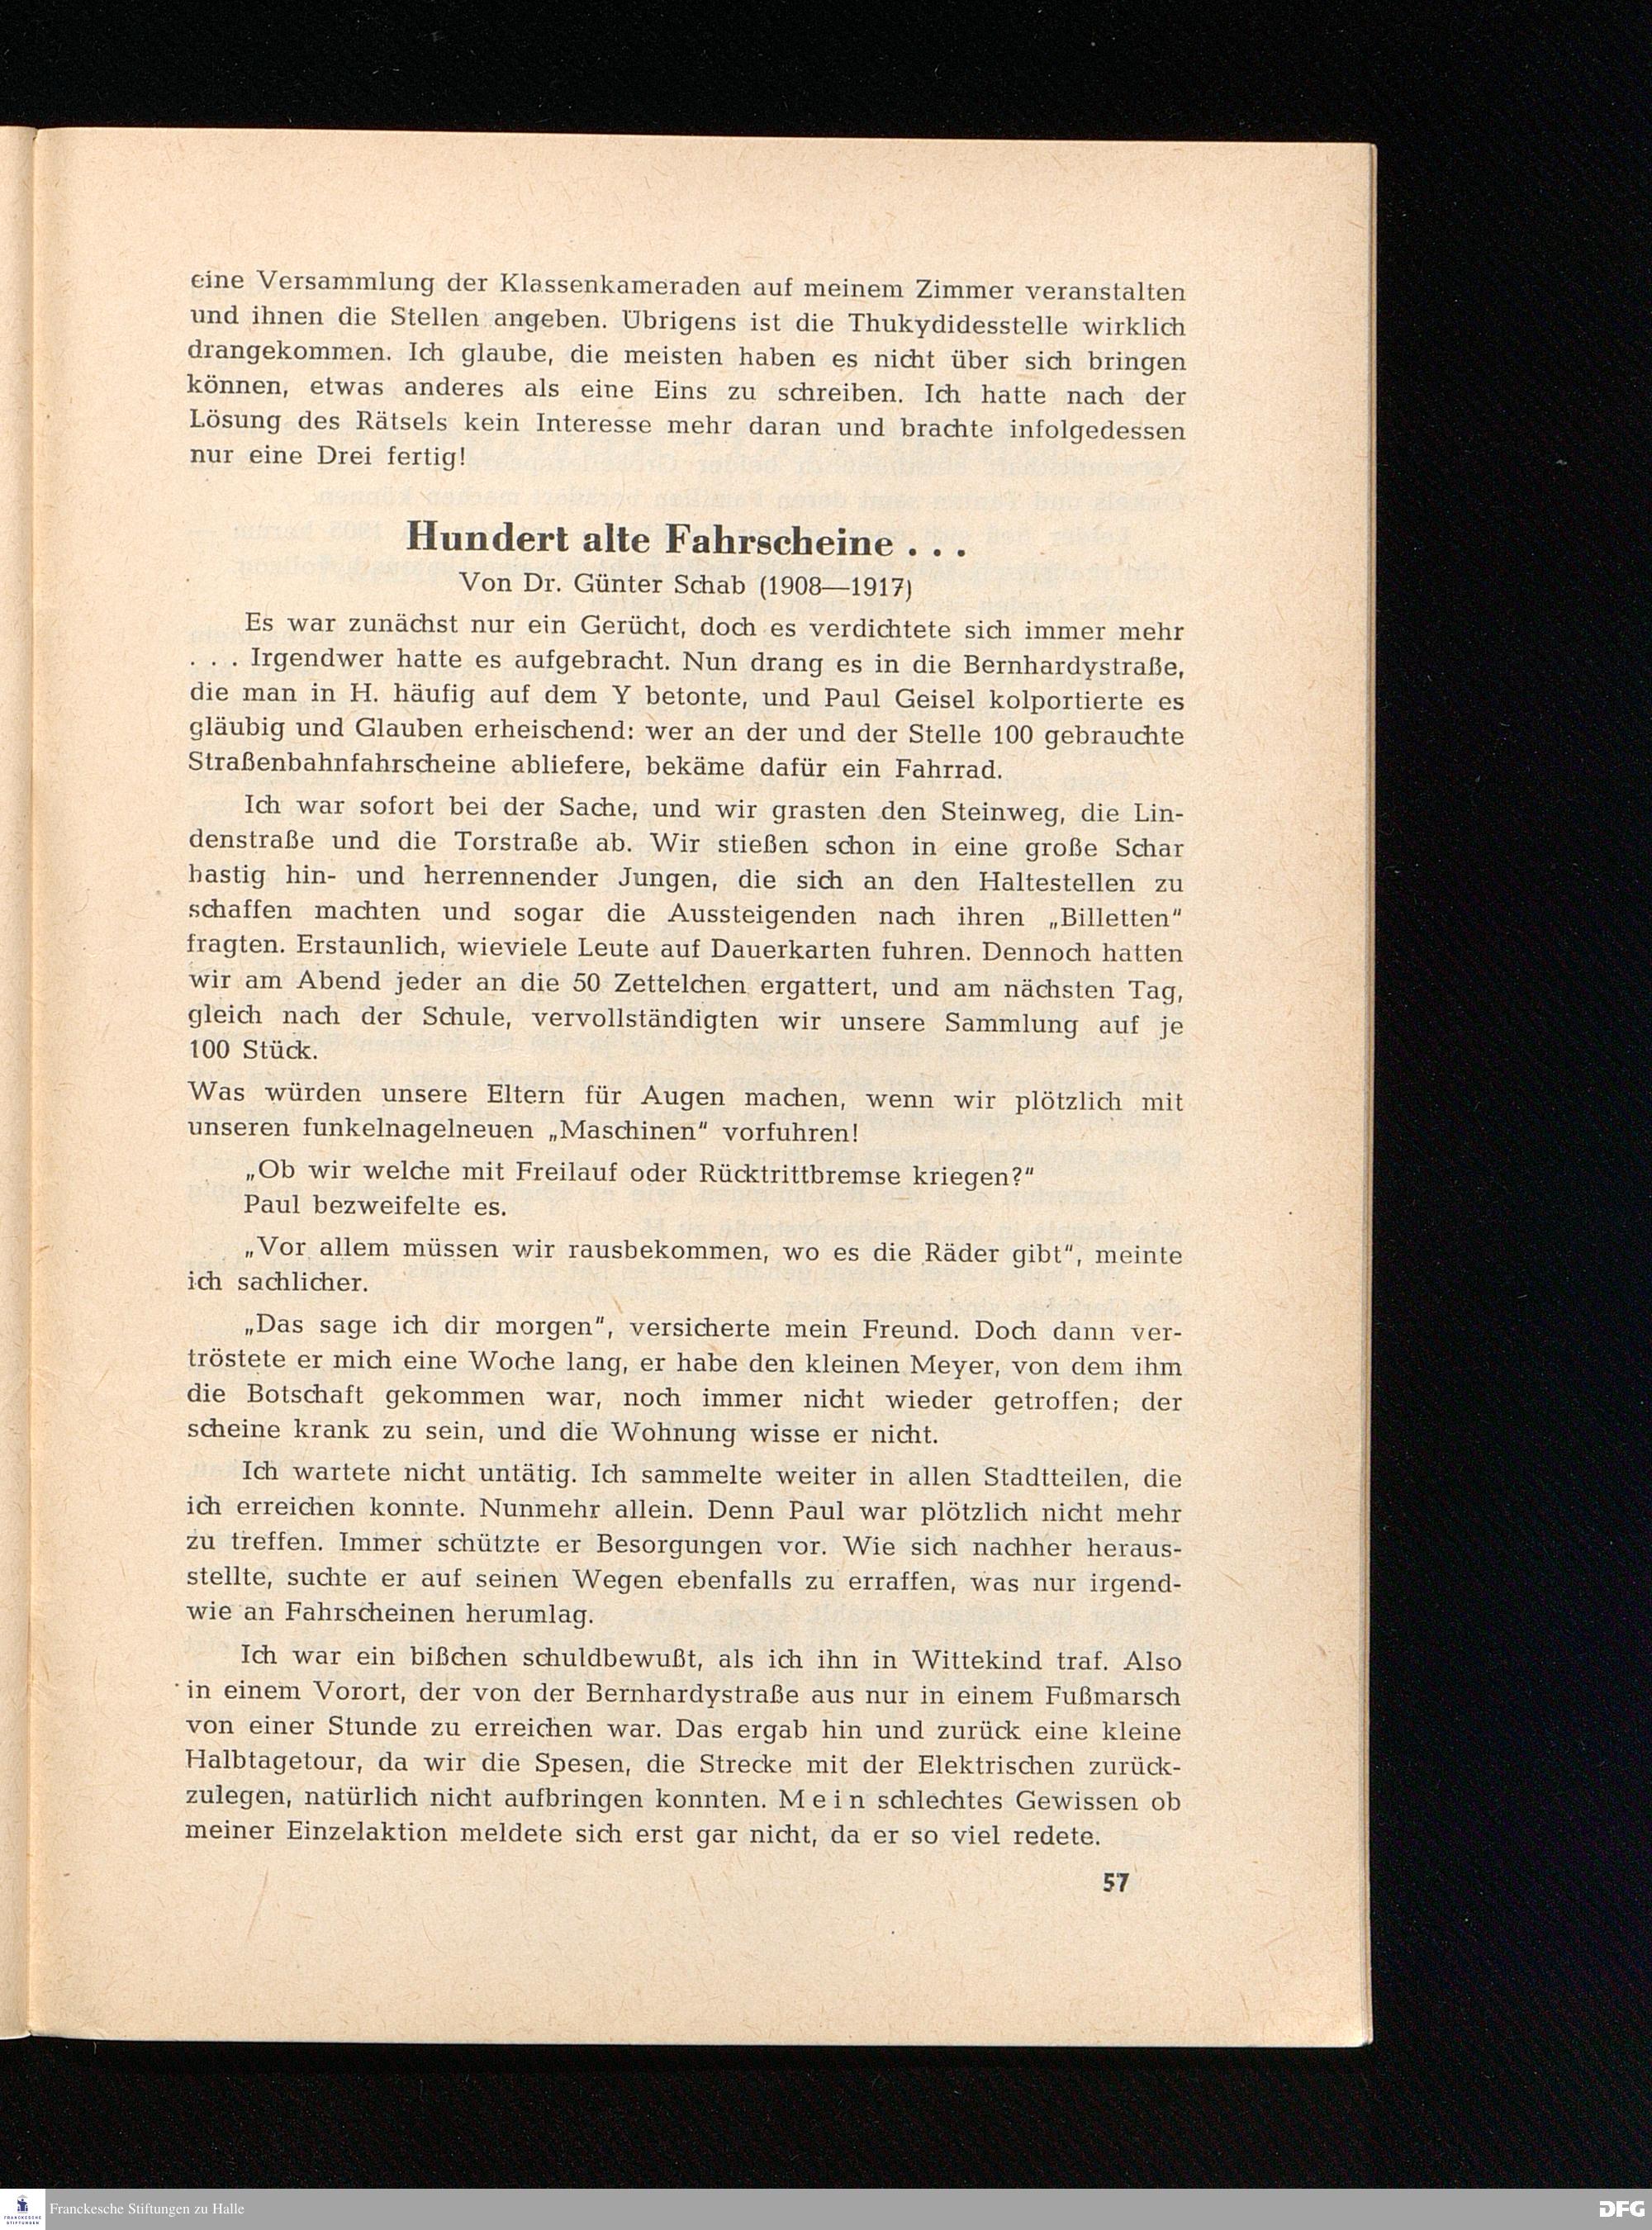 eine Versammlung der Klassenkameraden auf meinem Zimmer veranstalten
und ihnen die Stellen angeben. Übrigens ist die Thukydidesstelle wirklich
drangekommen. Ich glaube, die meisten haben es nicht über sich bringen
können, etwas anderes als eine Eins zu schreiben. Ich hatte nach der
Lösung des Rätsels kein Interesse mehr daran und brachte infolgedessen
nur eine Drei fertig!
Hundert alte Fahrscheine . . .
Von Dr. Günter Schab (1908—1917)
Es war zunächst nur ein Gerücht, doch es verdichtete sich immer mehr
. . . Irgendwer hatte es aufgebracht. Nun drang es in die Bernhardystraße,
die man in H. häufig auf dem Y betonte, und Paul Geisel kolportierte es
gläubig und Glauben erheischend: wer an der und der Stelle 100 gebrauchte
Straßenbahnfahrscheine abliefere, bekäme dafür ein Fahrrad.
Ich war sofort bei der Sache, und wir grasten den Steinweg, die Lin-
denstraße und die Torstraße ab. Wir stießen schon in eine große Schar
hastig hin- und herrennender Jungen, die sich an den Haltestellen zu
schaffen machten und sogar die Aussteigenden nach ihren „Billetten“
fragten. Erstaunlich, wieviele Leute auf Dauerkarten fuhren. Dennoch hatten
wir am Abend jeder an die 50 Zettelchen ergattert, und am nächsten Tag,
gleich nach der Schule, vervollständigten wir unsere Sammlung auf je
100 Stück.
Was würden unsere Eltern für Augen machen, wenn wir plötzlich mit
unseren funkelnagelneuen „Maschinen“ vorfuhren!
„Ob wir welche mit Freilauf oder Rücktrittbremse kriegen?“
Paul bezweifelte es.
„Vor allem müssen wir rausbekommen, wo es die Räder gibt“, meinte
ich sachlicher.
„Das sage ich dir morgen“, versicherte mein Freund. Doch dann ver-
tröstete er mich eine Woche lang, er habe den kleinen Meyer, von dem ihm
die Botschaft gekommen war, noch immer nicht wieder getroffen; der
scheine krank zu sein, und die Wohnung wisse er nicht.
Ich wartete nicht untätig. Ich sammelte weiter in allen Stadtteilen, die
ich erreichen konnte. Nunmehr allein. Denn Paul war plötzlich nicht mehr
zu treffen. Immer schützte er Besorgungen vor. Wie sich nachher heraus-
stellte, suchte er auf seinen Wegen ebenfalls zu erraffen, was nur irgend-
wie an Fahrscheinen herumlag.
Ich war ein bißchen schuldbewußt, als ich ihn in Wittekind traf. Also
in einem Vorort, der von der Bernhardystraße aus nur in einem Fußmarsch
von einer Stunde zu erreichen war. Das ergab hin und zurück eine kleine
Halbtagetour, da wir die Spesen, die Strecke mit der Elektrischen zurück-
zulegen, natürlich nicht aufbringen konnten. Mein schlechtes Gewissen ob
meiner Einzelaktion meldete sich erst gar nicht, da er so viel redete.
57
FRANCKESCHE
STIFTUNGEN
Franckesche Stiftungen zu Halle
DFG